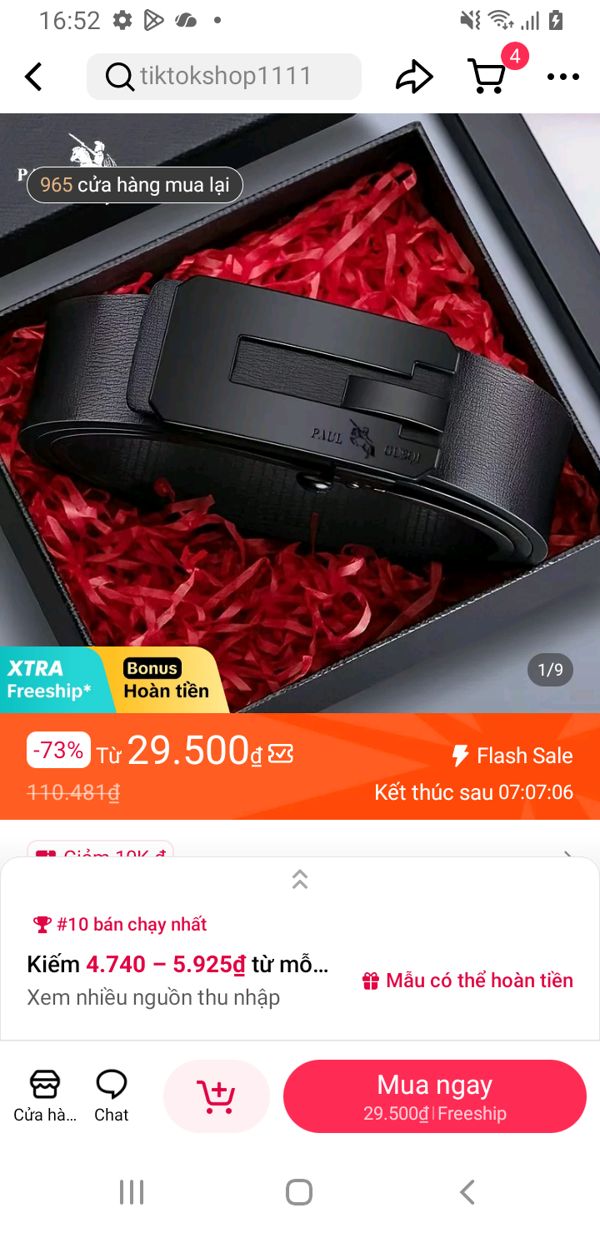 16:52
4
tiktokshop1111
965 cửa hàng mua lại
PAUL
XTRA
Freeship*
Bonus
Hoàn tiền
1/9
-73% Từ 29.500₫
Flash Sale
110.481₫
Kết thúc sau 07:07:06
Giảm 10K ₫
#10 bán chạy nhất
Kiếm 4.740 – 5.925₫ từ mỗ...
Mẫu có thể hoàn tiền
Xem nhiều nguồn thu nhập
Cửa hà...
Chat
Mua ngay
29.500₫ | Freeship